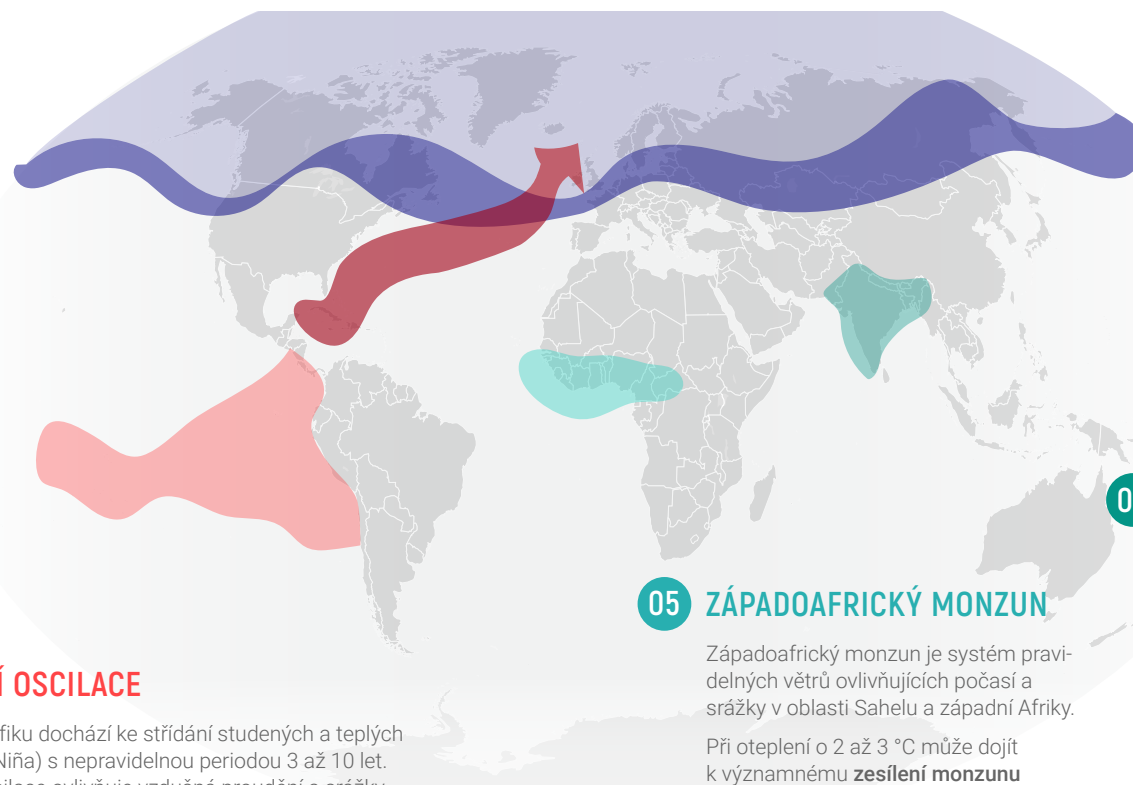 0
05 ZÁPADOAFRICKÝ MONZUN
Západoafrický monzun je systém pravi-
delných větrů ovlivňujících počasí a
srážky v oblasti Sahelu a západní Afriky.
Při oteplení o 2 až 3 °C může dojít
k významnému zesílení monzunu
Í OSCILACE
fiku dochází ke střídání studených a teplých
Niña) s nepravidelnou periodou 3 až 10 let.